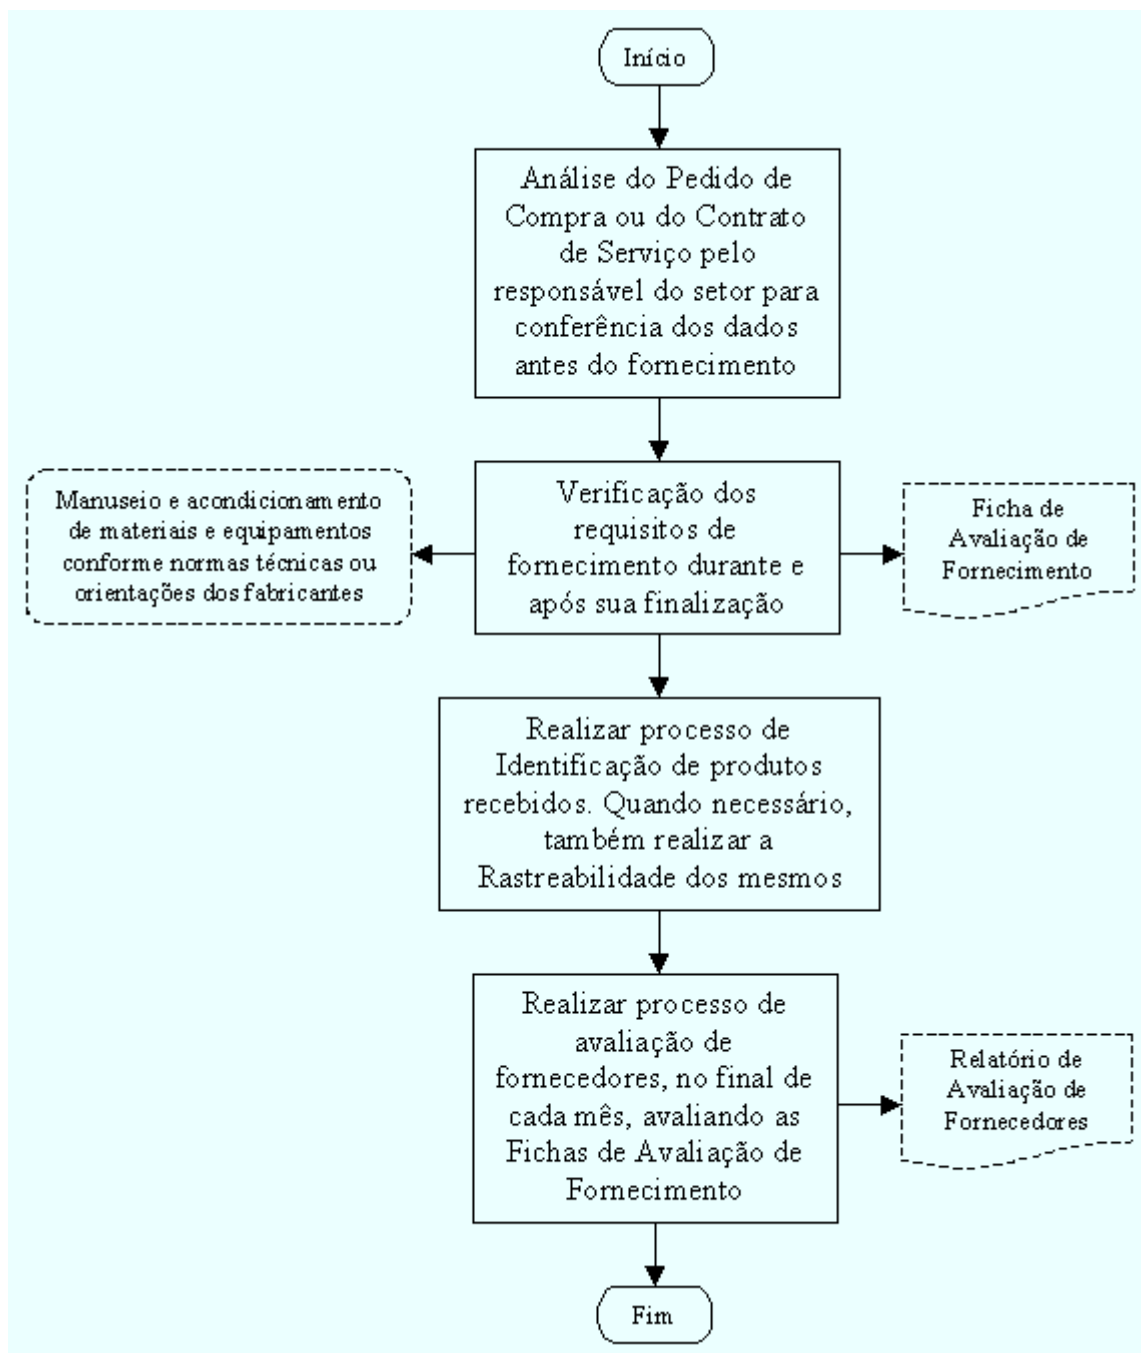 Início
Análise do Pedido de
Compra ou do Contrato
de Serviço pelo
responsável do setor para
conferência dos dados
antes do fornecimento
Manuseio e acondicionamento
de materiais e equipamentos
conforme normas técnicas ou
orientações dos fabricantes
Verificação dos
requisitos de
fornecimento durante e
após sua finalização
Ficha de
Avaliação de
Fornecimento
Realizar processo de
Identificação de produtos
recebidos. Quando necessário,
também realizar a
Rastreabilidade dos mesmos
Realizar processo de
avaliação de
fornecedores, no final de
cada mês, avaliando as
Fichas de Avaliação de
Fornecimento
Relatório de
Avaliação de
Fornecedores
Fim